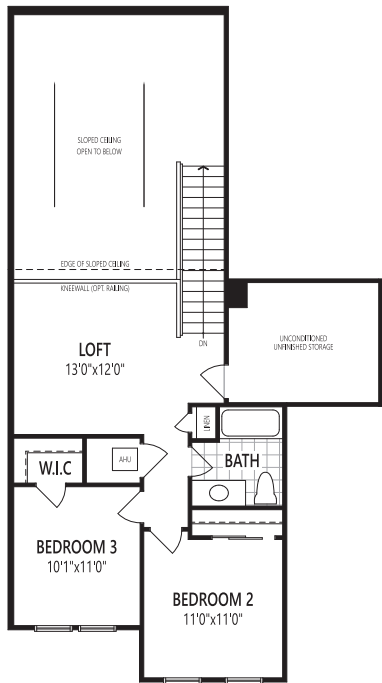 SLOPED CEILING
OPEN TO BELOW
EDGE OF SLOPED CEILING
KNEEWALL (OPT. RAILING)
DN
UNCONDITIONED
UNFINISHED STORAGE
LOFT
13'0"x12'0"
LINEN
AHU
W.I.C
BATH
BEDROOM 3
10'1"x11'0"
BEDROOM 2
11'0"x11'0"